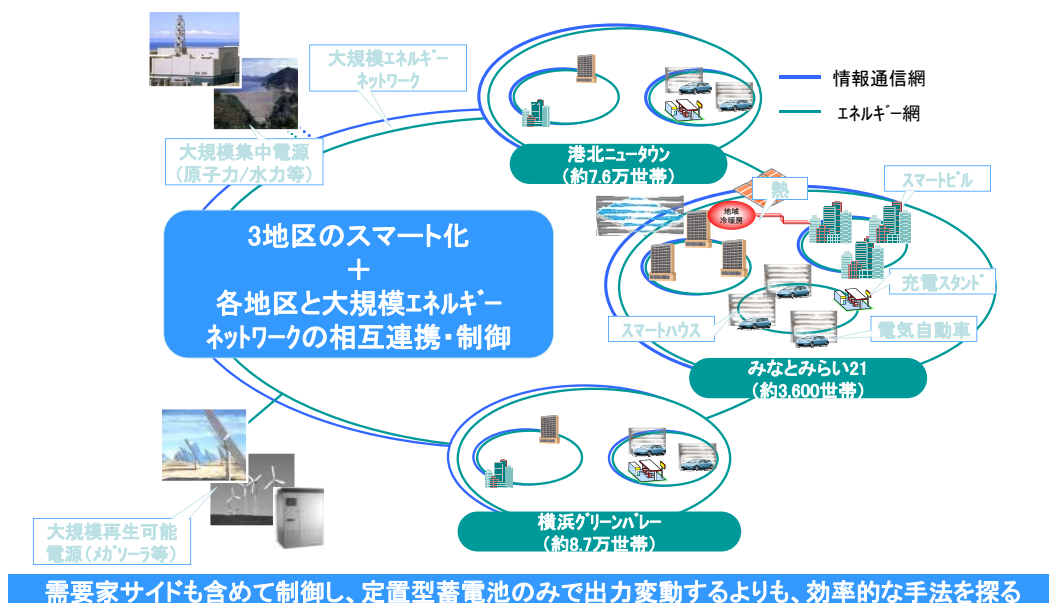 大規模エネルギー
ネットワーク
情報通信網
エネルギー網
大規模集中電源
(原子力/水力等)
港北ニュータウン
(約7.6万世帯)
熱
スマートビル
地域
冷暖房
3地区のスマート化
+
各地区と大規模エネルギー
ネットワークの相互連携・制御
充電スタンド
スマートハウス
電気自動車
みなとみらい21
(約3,600世帯)
大規模再生可能
電源(メガソーラ等)
横浜グリーンバレー
(約8.7万世帯)
需要家サイドも含めて制御し、定置型蓄電池のみで出力変動するよりも、効率的な手法を探る